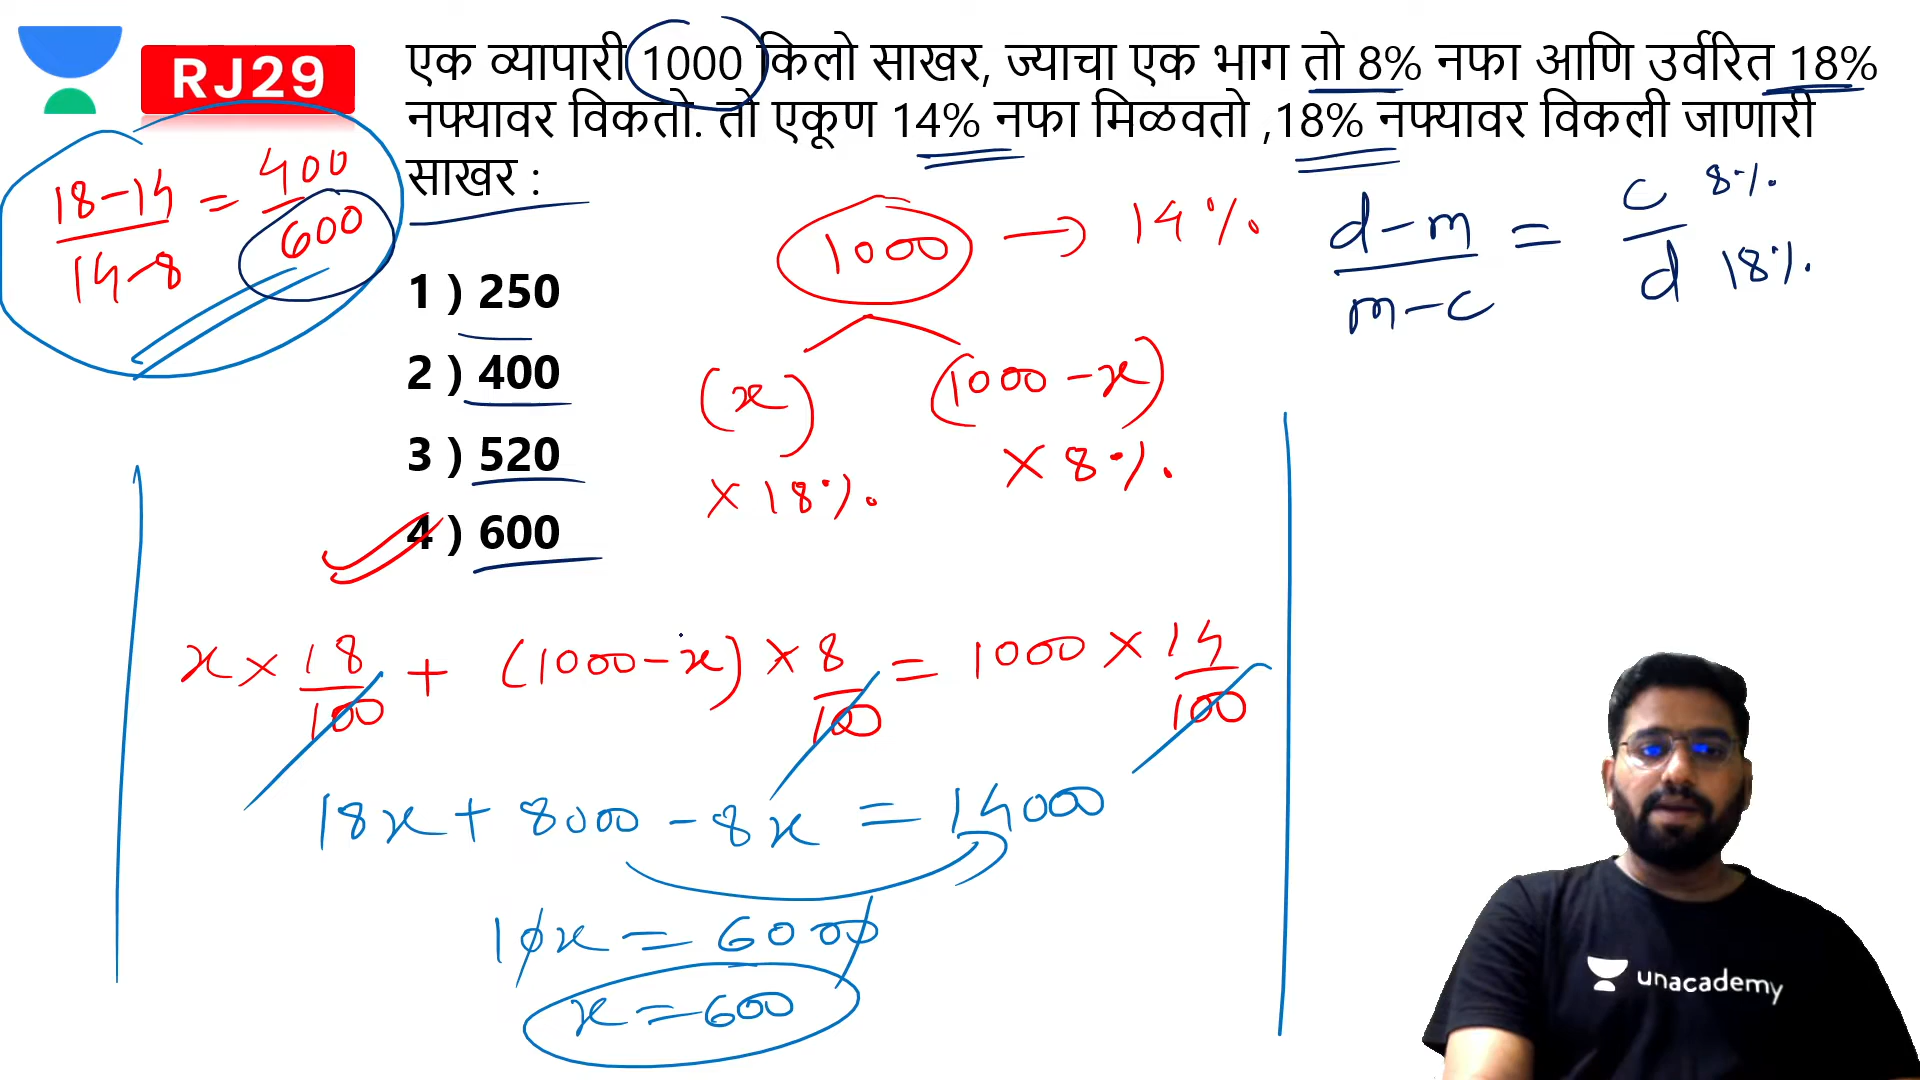 RJ29
एक व्यापारी 1000 किलो साखर, ज्याचा एक भाग तो 8% नफा आणि उर्वरित 18%
नफ्यावर विकतो. तो एकूण 14% नफा मिळवतो ,18% नफ्यावर विकली जाणारी
साखर :
18-14 / 14-8 = 400 / 600
1000 → 14%
d-m / m-c = c 8% / d 18%
1 ) 250
2 ) 400
3 ) 520
4 ) 600
(x) (1000-x)
×18% ×8%
x × 18/100 + (1000-x) × 8/100 = 1000 × 14/100
18x + 8000 - 8x = 14000
10x = 6000
x = 600
unacademy